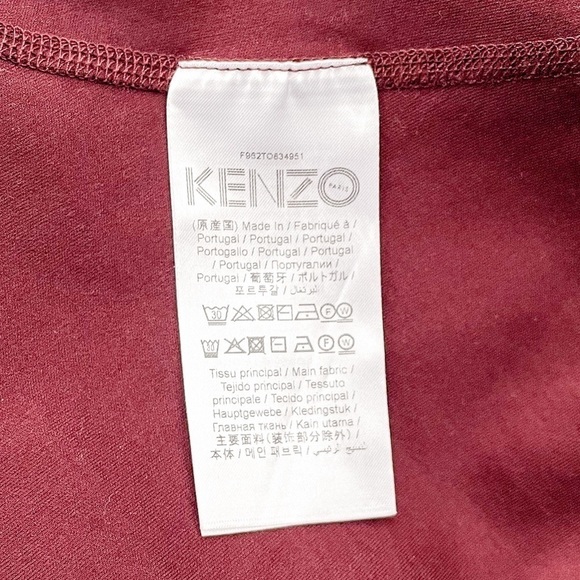 F962TO834951
KENZO
PARIS
(原産国) Made In / Fabriqué à /
Portugal / Portugal / Portugal /
Portogallo / Portugal / Portugal
/ Portugal / Португалии /
Portugal / 葡萄牙 / ポルトガル /
포르투갈 / البرتغال /
30 F W
F W
Tissu principal / Main fabric /
Tejido principal / Tessuto
principale / Tecido principal /
Hauptgewebe / Kledingstuk /
Главная ткань / Kain utama /
主要面料 (装饰部分除外) /
本体 / 메인 패브릭 / نسيج رئيسي